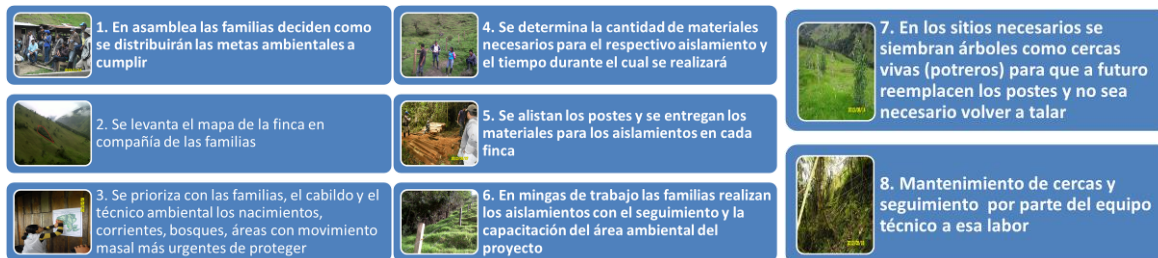 1. En asamblea las familias deciden como
se distribuirán las metas ambientales a
cumplir
2. Se levanta el mapa de la finca en
compañía de las familias
3. Se prioriza con las familias, el cabildo y el
técnico ambiental los nacimientos,
corrientes, bosques, áreas con movimiento
masal más urgentes de proteger
4. Se determina la cantidad de materiales
necesarios para el respectivo aislamiento y
el tiempo durante el cual se realizará
5. Se alistan los postes y se entregan los
materiales para los aislamientos en cada
finca
6. En mingas de trabajo las familias realizan
los aislamientos con el seguimiento y la
capacitación del área ambiental del
proyecto
7. En los sitios necesarios se
siembran árboles como cercas
vivas (potreros) para que a futuro
reemplacen los postes y no sea
necesario volver a talar
8. Mantenimiento de cercas y
seguimiento  por parte del equipo
técnico a esa labor